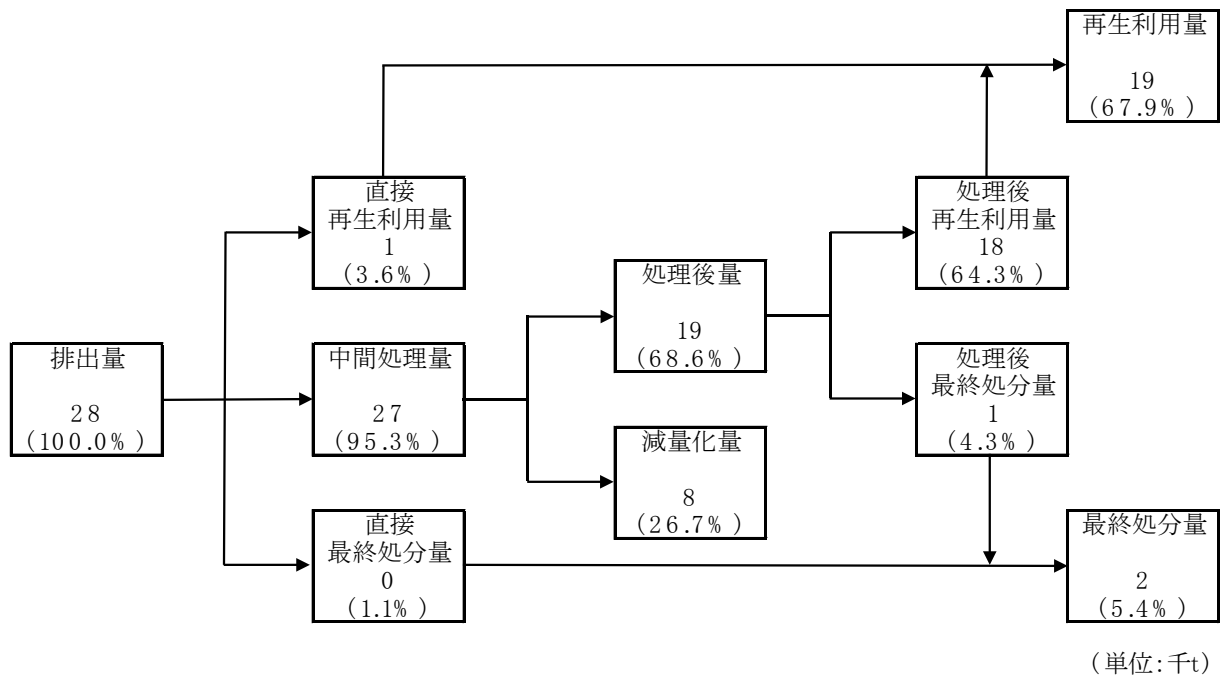 再生利用量
19
(67.9%)
直接
再生利用量
1
(3.6%)
処理後
再生利用量
18
(64.3%)
処理後量
19
(68.6%)
排出量
28
(100.0%)
中間処理量
27
(95.3%)
処理後
最終処分量
1
(4.3%)
減量化量
8
(26.7%)
直接
最終処分量
0
(1.1%)
最終処分量
2
(5.4%)
(単位:千t)